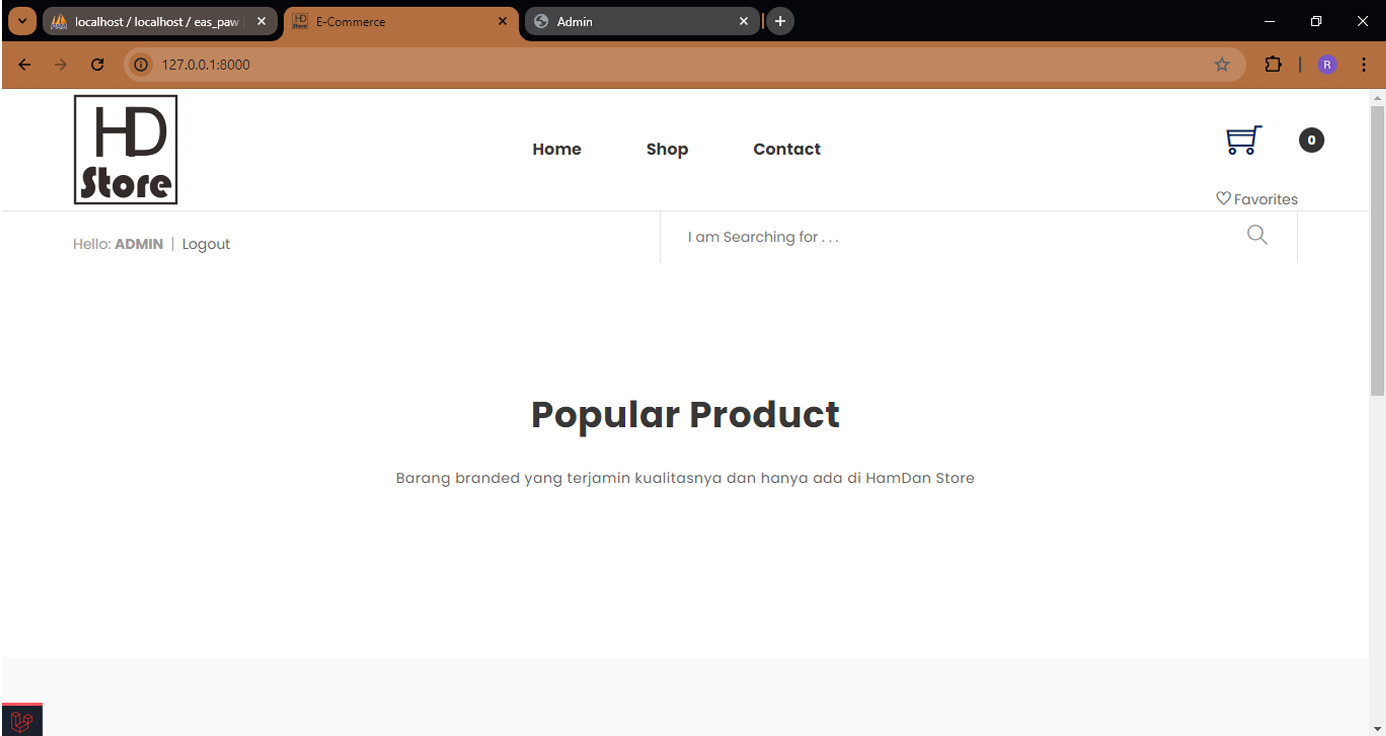 localhost / localhost / eas_paw
E-Commerce
Admin
127.0.0.1:8000
R
HD
Store
Home
Shop
Contact
0
Favorites
Hello: ADMIN | Logout
I am Searching for . . .
Popular Product
Barang branded yang terjamin kualitasnya dan hanya ada di HamDan Store